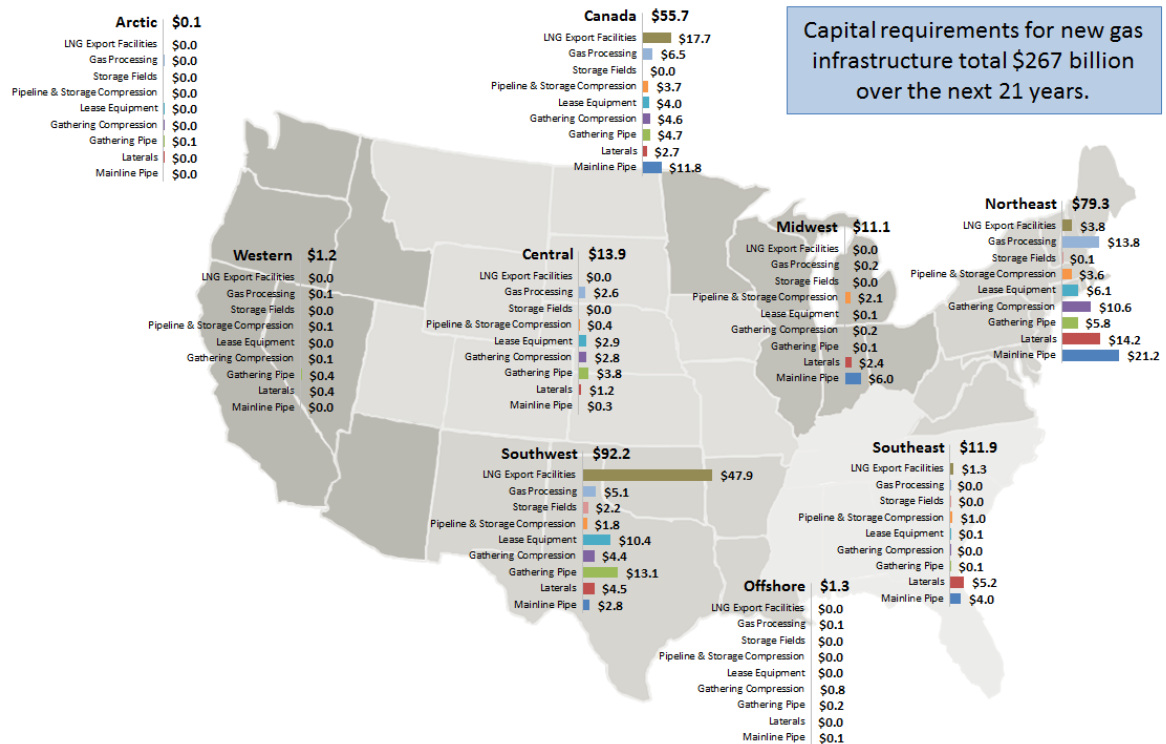 Arctic $0.1
LNG Export Facilities $0.0
Gas Processing $0.0
Storage Fields $0.0
Pipeline & Storage Compression $0.0
Lease Equipment $0.0
Gathering Compression $0.0
Gathering Pipe $0.1
Laterals $0.0
Mainline Pipe $0.0
Canada $55.7
LNG Export Facilities $17.7
Gas Processing $6.5
Storage Fields $0.0
Pipeline & Storage Compression $3.7
Lease Equipment $4.0
Gathering Compression $4.6
Gathering Pipe $4.7
Laterals $2.7
Mainline Pipe $11.8
Capital requirements for new gas
infrastructure total $267 billion
over the next 21 years.
Western $1.2
LNG Export Facilities $0.0
Gas Processing $0.1
Storage Fields $0.0
Pipeline & Storage Compression $0.1
Lease Equipment $0.0
Gathering Compression $0.1
Gathering Pipe $0.4
Laterals $0.4
Mainline Pipe $0.0
Central $13.9
LNG Export Facilities $0.0
Gas Processing $2.6
Storage Fields $0.0
Pipeline & Storage Compression $0.4
Lease Equipment $2.9
Gathering Compression $2.8
Gathering Pipe $3.8
Laterals $1.2
Mainline Pipe $0.3
Midwest $11.1
LNG Export Facilities $0.0
Gas Processing $0.2
Storage Fields $0.0
Pipeline & Storage Compression $2.1
Lease Equipment $0.1
Gathering Compression $0.2
Gathering Pipe $0.1
Laterals $2.4
Mainline Pipe $6.0
Northeast $79.3
LNG Export Facilities $3.8
Gas Processing $13.8
Storage Fields $0.1
Pipeline & Storage Compression $3.6
Lease Equipment $6.1
Gathering Compression $10.6
Gathering Pipe $5.8
Laterals $14.2
Mainline Pipe $21.2
Southwest $92.2
LNG Export Facilities $47.9
Gas Processing $5.1
Storage Fields $2.2
Pipeline & Storage Compression $1.8
Lease Equipment $10.4
Gathering Compression $4.4
Gathering Pipe $13.1
Laterals $4.5
Mainline Pipe $2.8
Southeast $11.9
LNG Export Facilities $1.3
Gas Processing $0.0
Storage Fields $0.0
Pipeline & Storage Compression $1.0
Lease Equipment $0.1
Gathering Compression $0.0
Gathering Pipe $0.1
Laterals $5.2
Mainline Pipe $4.0
Offshore $1.3
LNG Export Facilities $0.0
Gas Processing $0.1
Storage Fields $0.0
Pipeline & Storage Compression $0.0
Lease Equipment $0.0
Gathering Compression $0.8
Gathering Pipe $0.2
Laterals $0.0
Mainline Pipe $0.1